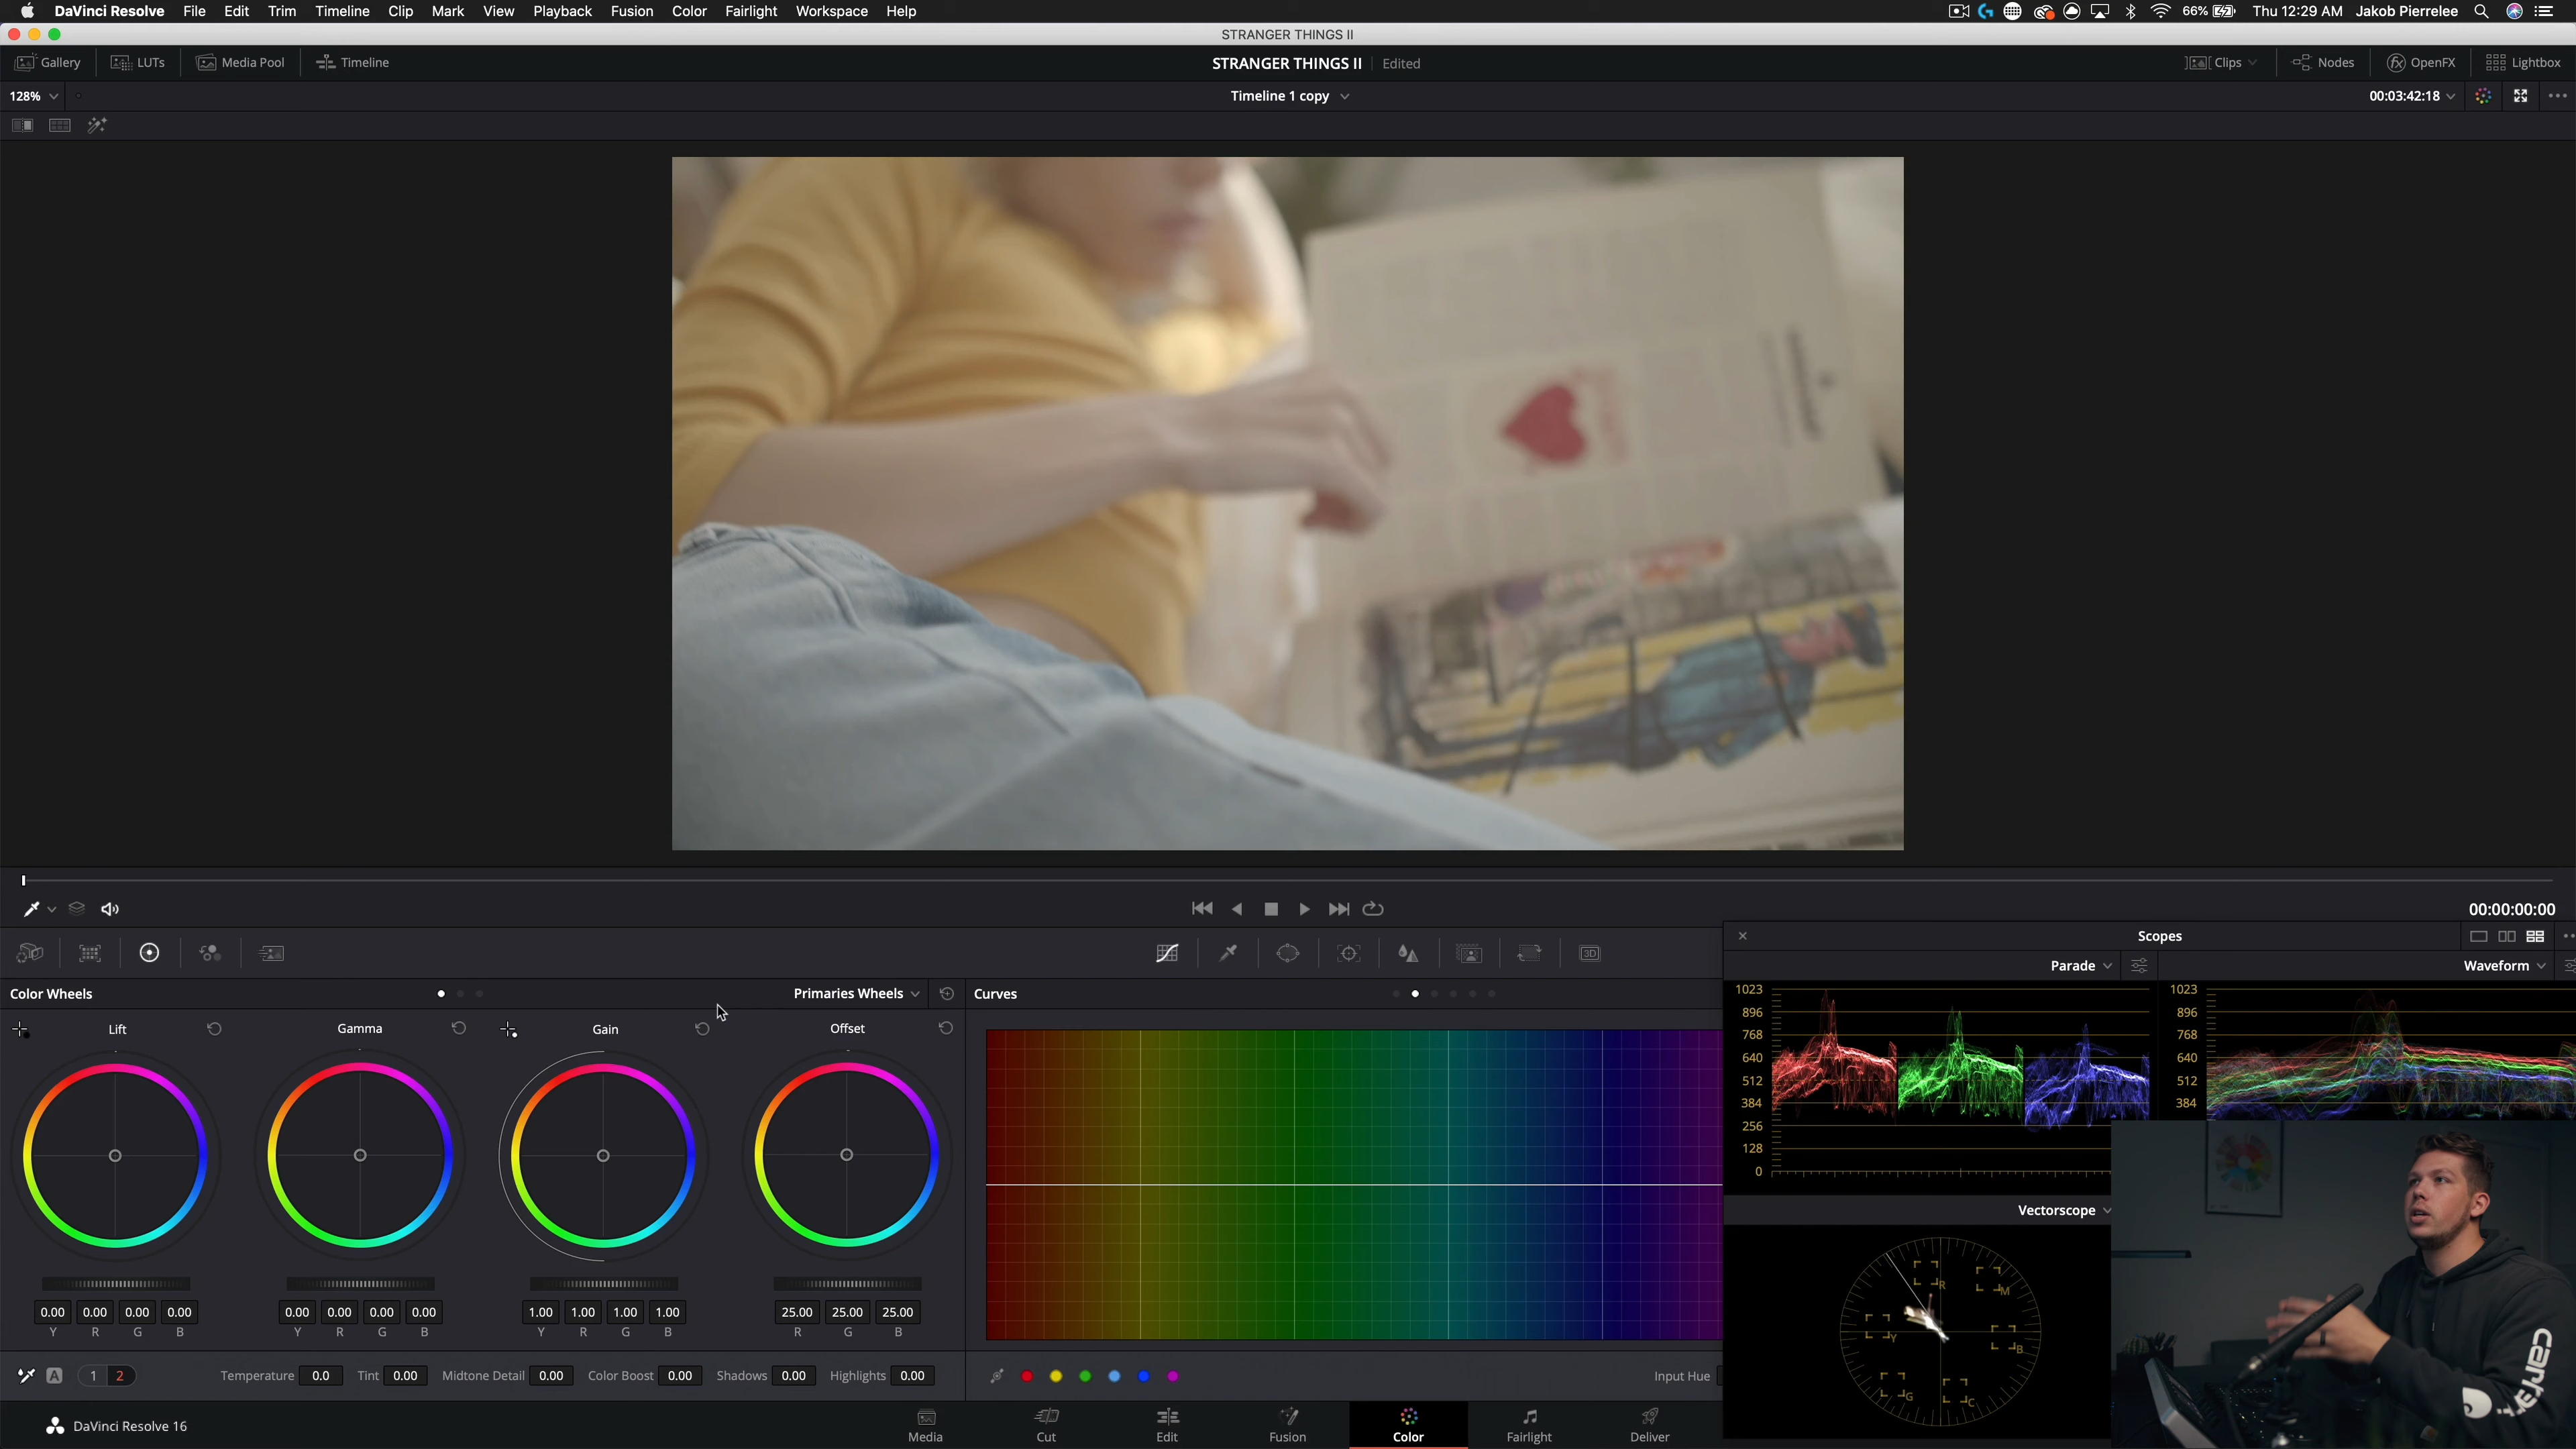 DaVinci Resolve File Edit Trim Timeline Clip Mark View Playback Fusion Color Fairlight Workspace Help 66% Thu 12:29 AM Jakob Pierrelee
STRANGER THINGS II
Gallery LUTs Media Pool Timeline STRANGER THINGS II Edited Clips Nodes OpenFX Lightbox
128% Timeline 1 copy 00:03:42:18
00:00:00:00
Scopes
Parade Waveform
Color Wheels Primaries Wheels Curves
Lift Gamma Gain Offset
1023 1023
896 896
768 768
640 640
512 512
384 384
256
128
0
Vectorscope
R
M
Y
B
G
C
0.00 0.00 0.00 0.00 0.00 0.00 0.00 0.00 1.00 1.00 1.00 1.00 25.00 25.00 25.00
Y R G B Y R G B Y R G B R G B
A 1 2 Temperature 0.0 Tint 0.00 Midtone Detail 0.00 Color Boost 0.00 Shadows 0.00 Highlights 0.00 Input Hue
DaVinci Resolve 16 Media Cut Edit Fusion Color Fairlight Deliver
3D